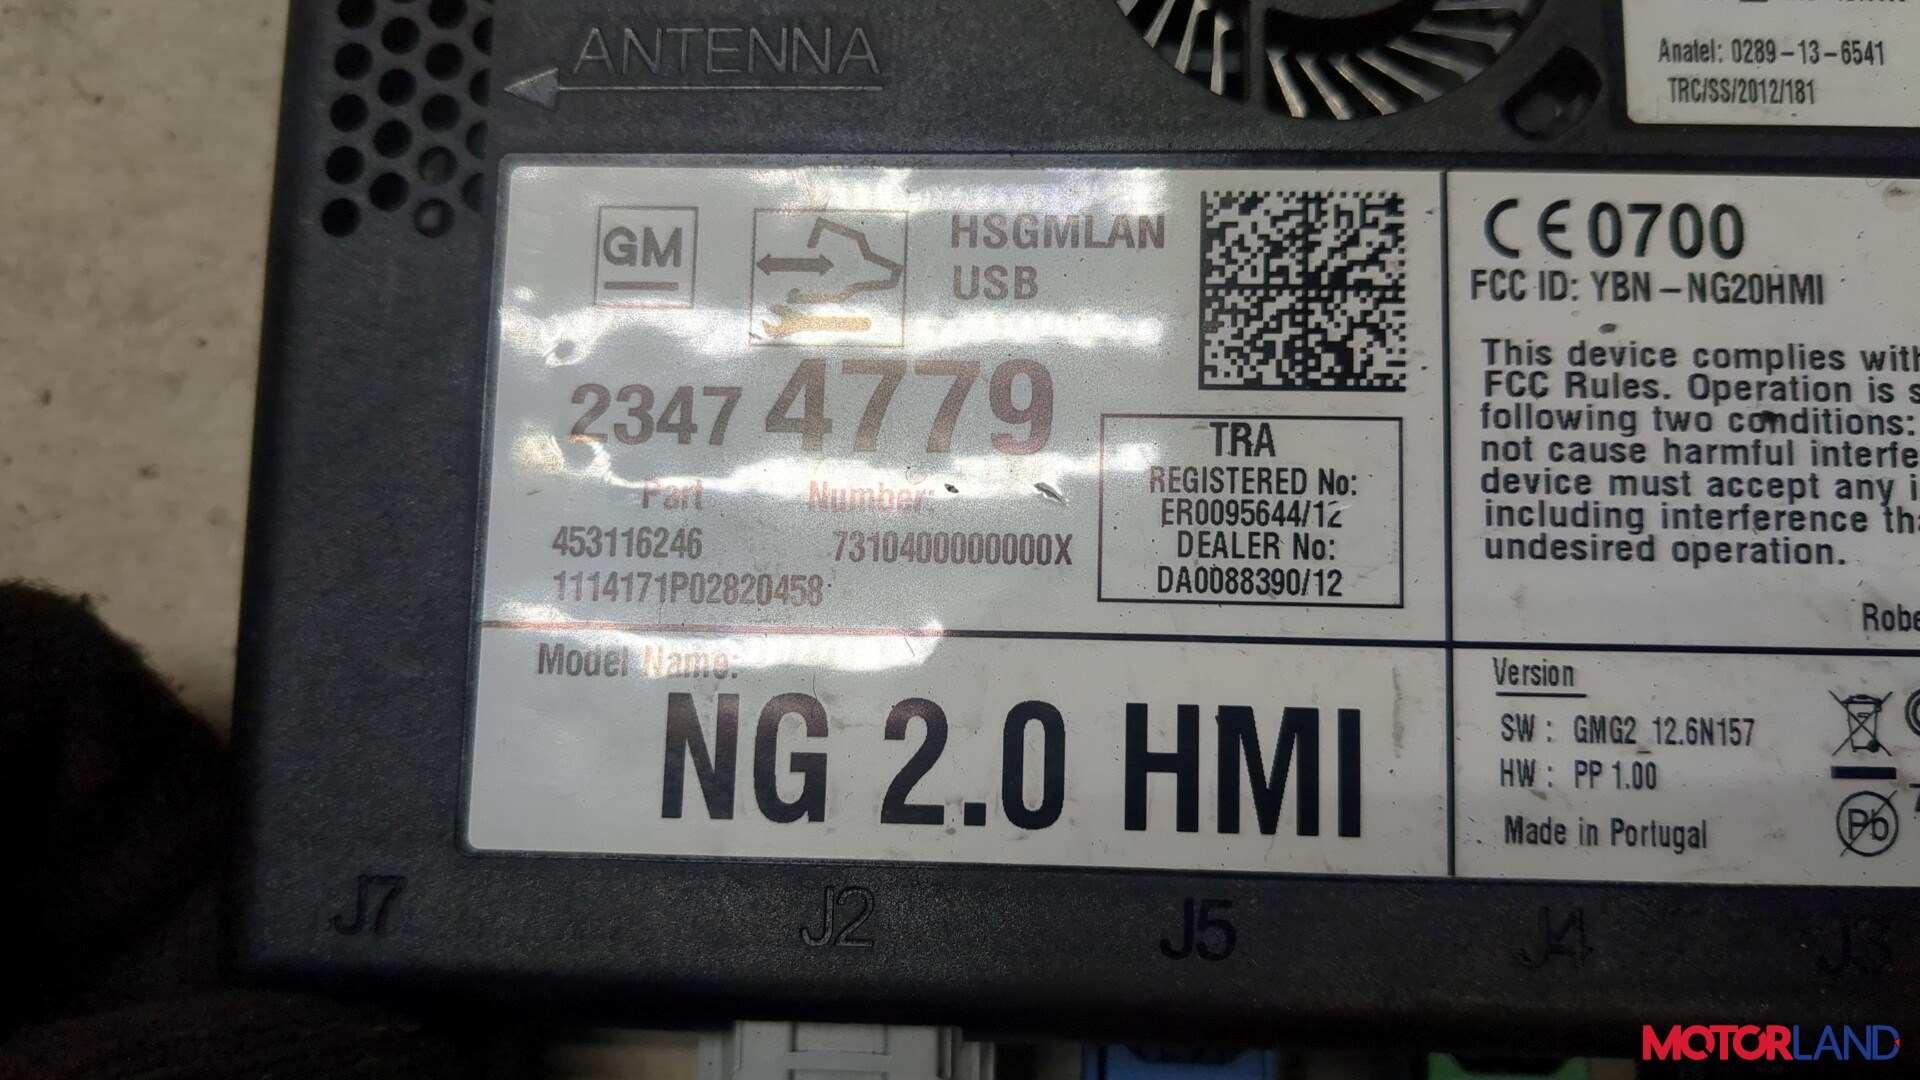 ANTENNA
Anatel: 0289-13-6541
TRC/SS/2012/181
GM
HSGMLAN
USB
2347 4779
Part Number:
453116246 7310400000000X
1114171P02820458
TRA
REGISTERED No:
ER0095644/12
DEALER No:
DA0088390/12
CE0700
FCC ID: YBN-NG20HMI
This device complies with
FCC Rules. Operation is s
following two conditions:
not cause harmful interfe
device must accept any i
including interference tha
undesired operation.
Robe
Model Name:
NG 2.0 HMI
Version
SW : GMG2_12.6N157
HW : PP 1.00
Made in Portugal
Pb
J7 J2 J5 J4 J3
MOTORLAND